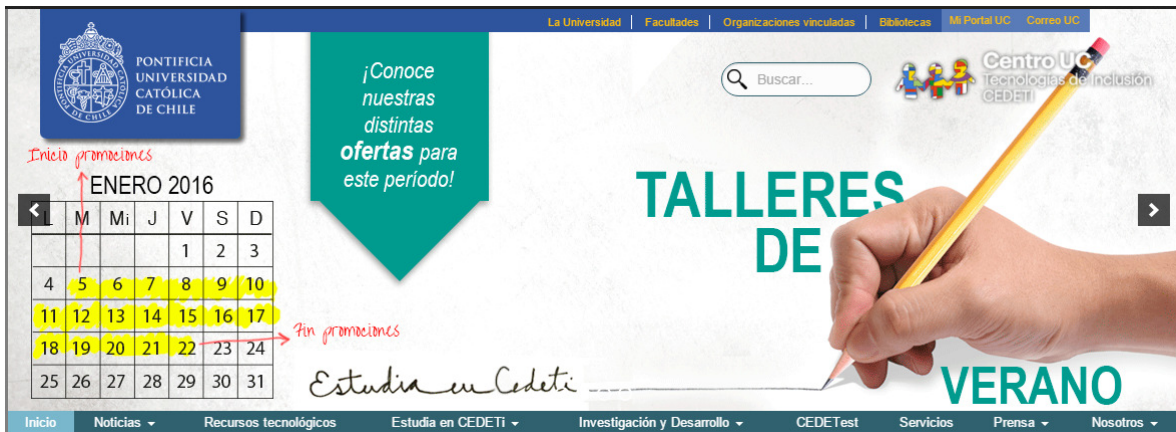 La Universidad | Facultades | Organizaciones vinculadas | Bibliotecas Mi Portal UC Correo UC
PONTIFICIA
UNIVERSIDAD
CATÓLICA
DE CHILE
¡Conoce
nuestras
distintas
ofertas para
este período!
Buscar...
Centro UC
Tecnologías de Inclusión
CEDETI
Inicio promociones
ENERO 2016
L M Mi J V S D
1 2 3
4 5 6 7 8 9 10
11 12 13 14 15 16 17
18 19 20 21 22 23 24
25 26 27 28 29 30 31
Fin promociones
Estudia en Cedeti
TALLERES
DE
VERANO
Inicio Noticias Recursos tecnológicos Estudia en CEDETi Investigación y Desarrollo CEDETest Servicios Prensa Nosotros